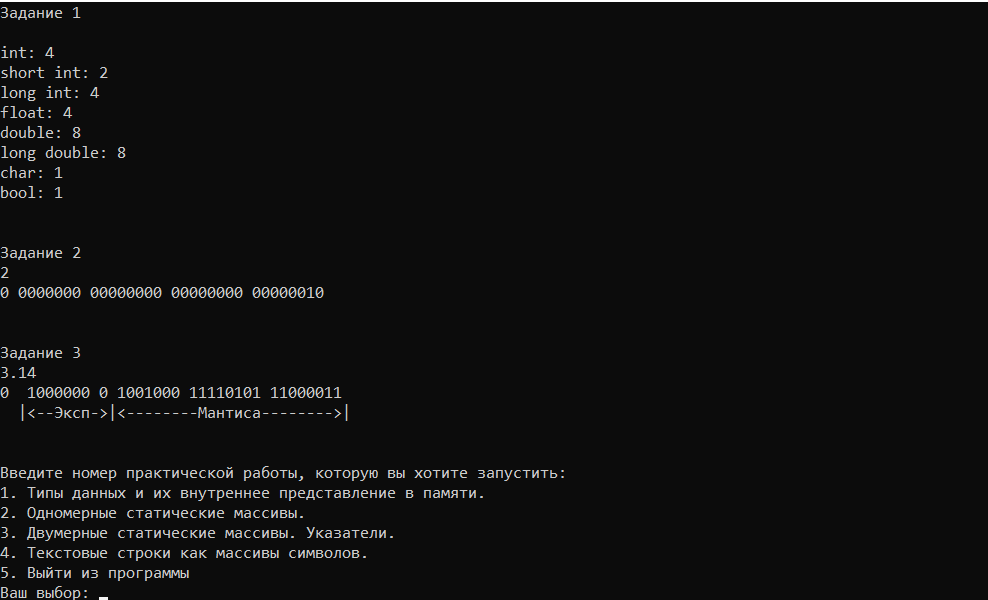 Задание 1
int: 4
short int: 2
long int: 4
float: 4
double: 8
long double: 8
char: 1
bool: 1
Задание 2
2
0 0000000 00000000 00000000 00000010
Задание 3
3.14
0  1000000 0 1001000 11110101 11000011
  |<--Эксп->|<--------Мантиса-------->|
Введите номер практической работы, которую вы хотите запустить:
1. Типы данных и их внутреннее представление в памяти.
2. Одномерные статические массивы.
3. Двумерные статические массивы. Указатели.
4. Текстовые строки как массивы символов.
5. Выйти из программы
Ваш выбор: _